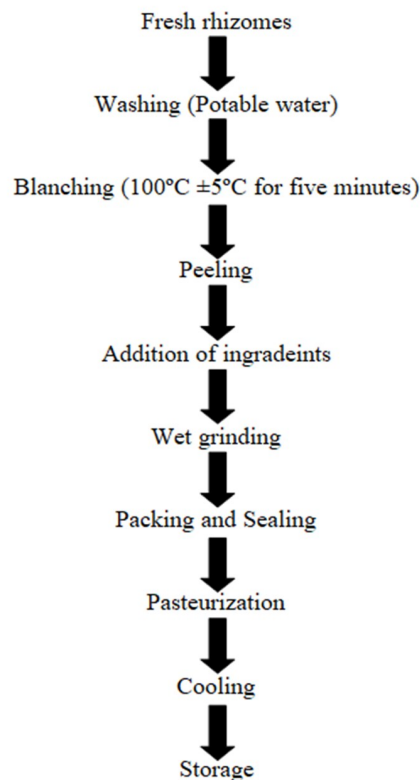 Fresh rhizomes
Washing (Potable water)
Blanching (100°C ±5°C for five minutes)
Peeling
Addition of ingradeints
Wet grinding
Packing and Sealing
Pasteurization
Cooling
Storage